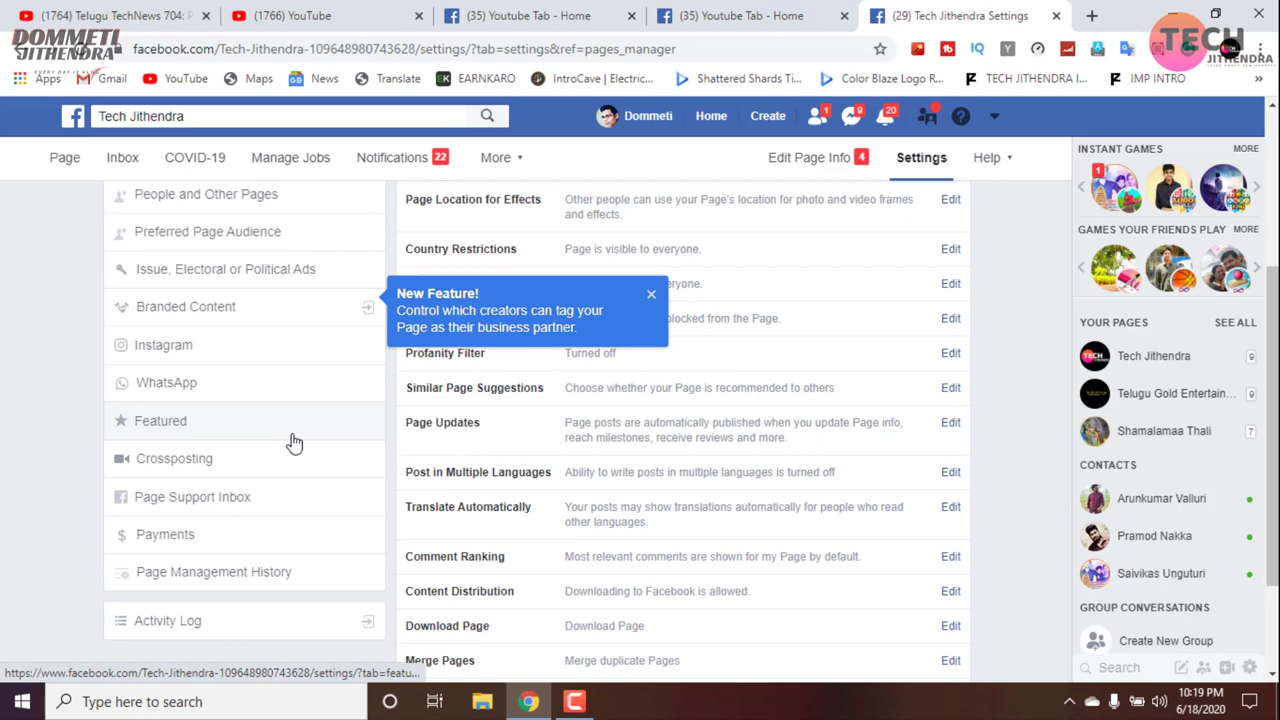 (1764) Telugu TechNews 704: P
(1766) YouTube
(35) Youtube Tab - Home
(35) Youtube Tab - Home
(29) Tech Jithendra Settings
DOMMETI
JITHENDRA
TECH
JITHENDRA
facebook.com/Tech-Jithendra-109648980743628/settings/?tab=settings&ref=pages_manager
Apps
Gmail
YouTube
Maps
News
Translate
EARNKARO
IntroCave | Electric...
Shattered Shards Ti...
Color Blaze Logo R...
TECH JITHENDRA I...
IMP INTRO
Tech Jithendra
Dommeti
Home
Create
1
9
20
Page
Inbox
COVID-19
Manage Jobs
Notifications 22
More
Edit Page Info 4
Settings
Help
People and Other Pages
Preferred Page Audience
Issue, Electoral or Political Ads
Branded Content
Instagram
WhatsApp
Featured
Crossposting
Page Support Inbox
Payments
Page Management History
Activity Log
New Feature!
Control which creators can tag your
Page as their business partner.
Page Location for Effects
Other people can use your Page's location for photo and video frames
and effects.
Edit
Country Restrictions
Page is visible to everyone.
Edit
eryone.
Edit
blocked from the Page.
Edit
Profanity Filter
Turned off
Edit
Similar Page Suggestions
Choose whether your Page is recommended to others
Edit
Page Updates
Page posts are automatically published when you update Page info,
reach milestones, receive reviews and more.
Edit
Post in Multiple Languages
Ability to write posts in multiple languages is turned off
Edit
Translate Automatically
Your posts may show translations automatically for people who read
other languages.
Edit
Comment Ranking
Most relevant comments are shown for my Page by default.
Edit
Content Distribution
Downloading to Facebook is allowed.
Edit
Download Page
Download Page
Edit
Merge Pages
Merge duplicate Pages
Edit
INSTANT GAMES
MORE
1
GAMES YOUR FRIENDS PLAY
MORE
YOUR PAGES
SEE ALL
Tech Jithendra
9
Telugu Gold Entertain...
9
Shamalamaa Thali
7
CONTACTS
Arunkumar Valluri
Pramod Nakka
Saivikas Unguturi
GROUP CONVERSATIONS
Create New Group
Search
https://www.facebook.com/Tech-Jithendra-109648980743628/settings/?tab=featu...
Type here to search
10:19 PM
6/18/2020